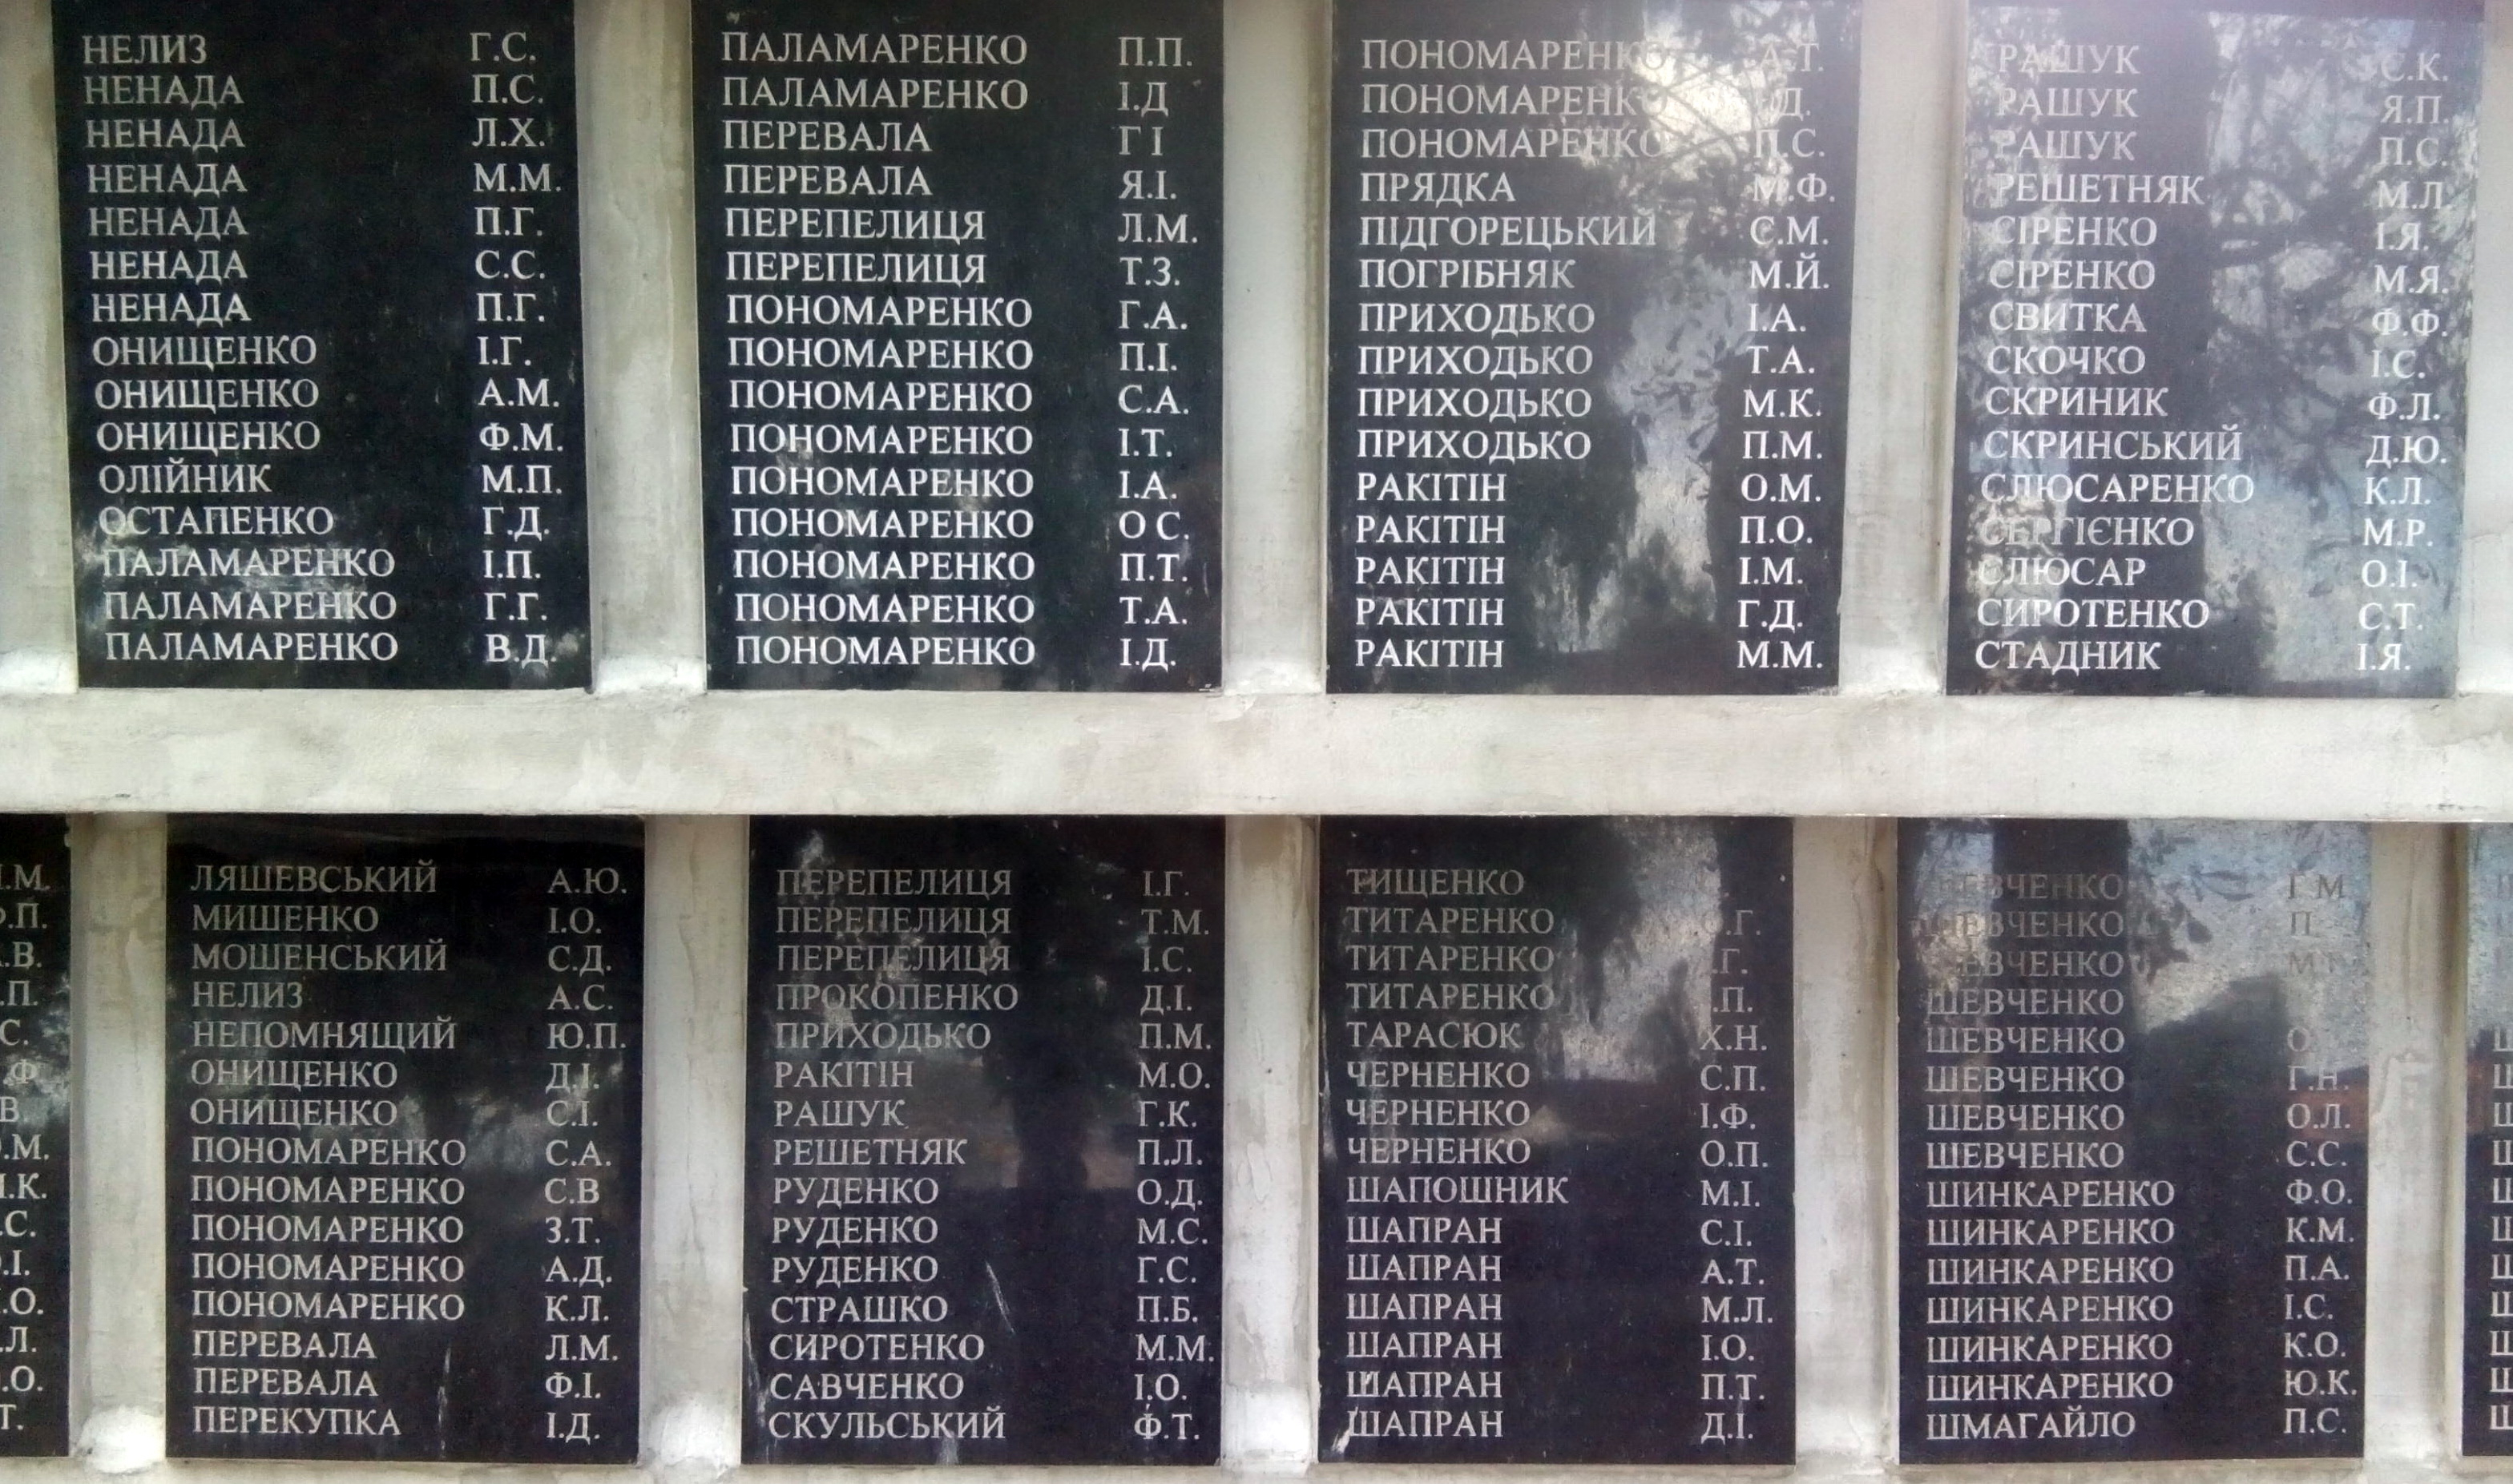 НЕЛИЗ Г.С.
НЕНАДА П.С.
НЕНАДА Л.Х.
НЕНАДА М.М.
НЕНАДА П.Г.
НЕНАДА С.С.
НЕНАДА П.Г.
ОНИЩЕНКО І.Г.
ОНИЩЕНКО А.М.
ОНИЩЕНКО Ф.М.
ОЛІЙНИК М.П.
ОСТАПЕНКО Г.Д.
ПАЛАМАРЕНКО І.П.
ПАЛАМАРЕНКО Г.Г.
ПАЛАМАРЕНКО В.Д.
ПАЛАМАРЕНКО П.П.
ПАЛАМАРЕНКО І.Д
ПЕРЕВАЛА Г І
ПЕРЕВАЛА Я.І.
ПЕРЕПЕЛИЦЯ Л.М.
ПЕРЕПЕЛИЦЯ Т.З.
ПОНОМАРЕНКО Г.А.
ПОНОМАРЕНКО П.І.
ПОНОМАРЕНКО С.А.
ПОНОМАРЕНКО І.Т.
ПОНОМАРЕНКО І.А.
ПОНОМАРЕНКО О С.
ПОНОМАРЕНКО П.Т.
ПОНОМАРЕНКО Т.А.
ПОНОМАРЕНКО І.Д.
ПОНОМАРЕНКО А.Т.
ПОНОМАРЕНКО
ПОНОМАРЕНКО П.С.
ПРЯДКА М.Ф.
ПІДГОРЕЦЬКИЙ С.М.
ПОГРІБНЯК М.Й.
ПРИХОДЬКО І.А.
ПРИХОДЬКО Т.А.
ПРИХОДЬКО М.К.
ПРИХОДЬКО П.М.
РАКІТІН О.М.
РАКІТІН П.О.
РАКІТІН І.М.
РАКІТІН Г.Д.
РАКІТІН М.М.
РАШУК С.К.
РАШУК Я.П.
РАШУК П.С.
РЕШЕТНЯК М.Л
СІРЕНКО І.Я.
СІРЕНКО М.Я.
СВИТКА Ф.Ф.
СКОЧКО І.С.
СКРИНИК Ф.Л.
СКРИНСЬКИЙ Д.Ю.
СЛЮСАРЕНКО К.Л.
СЕРГІЄНКО М.Р.
СЛЮСАР О.І.
СИРОТЕНКО С.Т.
СТАДНИК І.Я.
ЛЯШЕВСЬКИЙ А.Ю.
МИШЕНКО І.О.
МОШЕНСЬКИЙ С.Д.
НЕЛИЗ А.С.
НЕПОМНЯЩИЙ Ю.П.
ОНИЩЕНКО Д.І.
ОНИЩЕНКО С.І.
ПОНОМАРЕНКО С.А.
ПОНОМАРЕНКО С.В
ПОНОМАРЕНКО З.Т.
ПОНОМАРЕНКО А.Д.
ПОНОМАРЕНКО К.Л.
ПЕРЕВАЛА Л.М.
ПЕРЕВАЛА Ф.І.
ПЕРЕКУПКА І.Д.
ПЕРЕПЕЛИЦЯ І.Г.
ПЕРЕПЕЛИЦЯ Т.М.
ПЕРЕПЕЛИЦЯ І.С.
ПРОКОПЕНКО Д.І.
ПРИХОДЬКО П.М.
РАКІТІН М.О.
РАШУК Г.К.
РЕШЕТНЯК П.Л.
РУДЕНКО О.Д.
РУДЕНКО М.С.
РУДЕНКО Г.С.
СТРАШКО П.Б.
СИРОТЕНКО М.М.
САВЧЕНКО І.О.
СКУЛЬСЬКИЙ Ф.Т.
ТИЩЕНКО
ТИТАРЕНКО
ТИТАРЕНКО
ТИТАРЕНКО
ТАРАСЮК Х.Н.
ЧЕРНЕНКО С.П.
ЧЕРНЕНКО І.Ф.
ЧЕРНЕНКО О.П.
ШАПОШНИК М.І.
ШАПРАН С.І.
ШАПРАН А.Т.
ШАПРАН М.Л.
ШАПРАН І.О.
ШАПРАН П.Т.
ШАПРАН Д.І.
ШЕВЧЕНКО
ШЕВЧЕНКО
ШЕВЧЕНКО
ШЕВЧЕНКО
ШЕВЧЕНКО
ШЕВЧЕНКО Г.Н.
ШЕВЧЕНКО О.Л.
ШЕВЧЕНКО С.С.
ШИНКАРЕНКО Ф.О.
ШИНКАРЕНКО К.М.
ШИНКАРЕНКО П.А.
ШИНКАРЕНКО І.С.
ШИНКАРЕНКО К.О.
ШИНКАРЕНКО Ю.К.
ШМАГАЙЛО П.С.